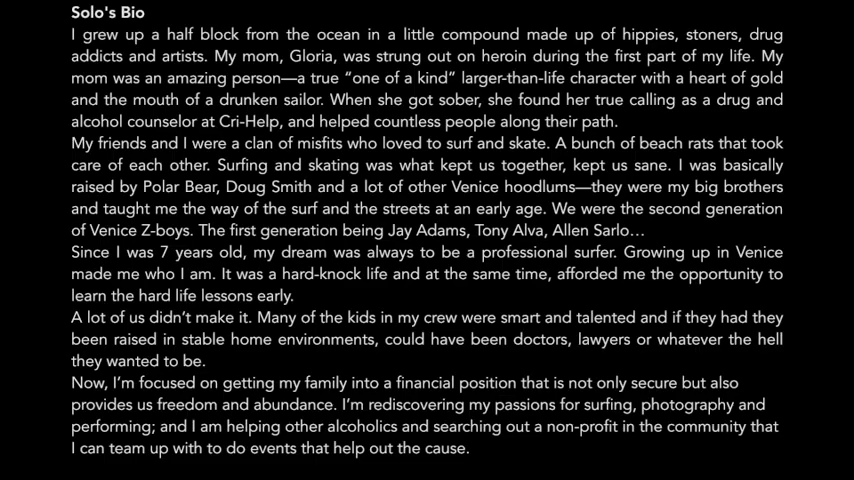 Solo's Bio
I grew up a half block from the ocean in a little compound made up of hippies, stoners, drug
addicts and artists. My mom, Gloria, was strung out on heroin during the first part of my life. My
mom was an amazing person—a true “one of a kind” larger-than-life character with a heart of gold
and the mouth of a drunken sailor. When she got sober, she found her true calling as a drug and
alcohol counselor at Cri-Help, and helped countless people along their path.
My friends and I were a clan of misfits who loved to surf and skate. A bunch of beach rats that took
care of each other. Surfing and skating was what kept us together, kept us sane. I was basically
raised by Polar Bear, Doug Smith and a lot of other Venice hoodlums—they were my big brothers
and taught me the way of the surf and the streets at an early age. We were the second generation
of Venice Z-boys. The first generation being Jay Adams, Tony Alva, Allen Sarlo…
Since I was 7 years old, my dream was always to be a professional surfer. Growing up in Venice
made me who I am. It was a hard-knock life and at the same time, afforded me the opportunity to
learn the hard life lessons early.
A lot of us didn’t make it. Many of the kids in my crew were smart and talented and if they had they
been raised in stable home environments, could have been doctors, lawyers or whatever the hell
they wanted to be.
Now, I’m focused on getting my family into a financial position that is not only secure but also
provides us freedom and abundance. I’m rediscovering my passions for surfing, photography and
performing; and I am helping other alcoholics and searching out a non-profit in the community that
I can team up with to do events that help out the cause.